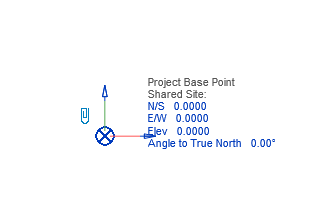 Project Base Point
Shared Site:
N/S 0.0000
E/W 0.0000
Elev 0.0000
Angle to True North 0.00°